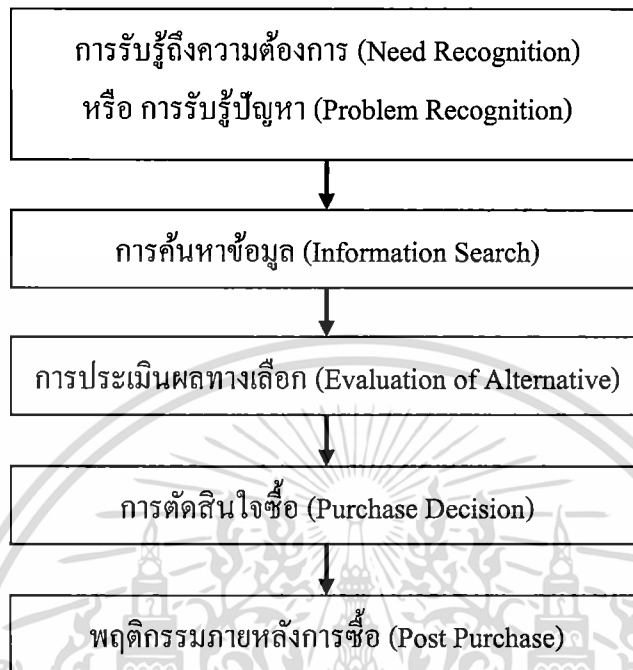 การรับรู้ถึงความต้องการ (Need Recognition)
หรือ การรับรู้ปัญหา (Problem Recognition)
การค้นหาข้อมูล (Information Search)
การประเมินผลทางเลือก (Evaluation of Alternative)
การตัดสินใจซื้อ (Purchase Decision)
พฤติกรรมภายหลังการซื้อ (Post Purchase)